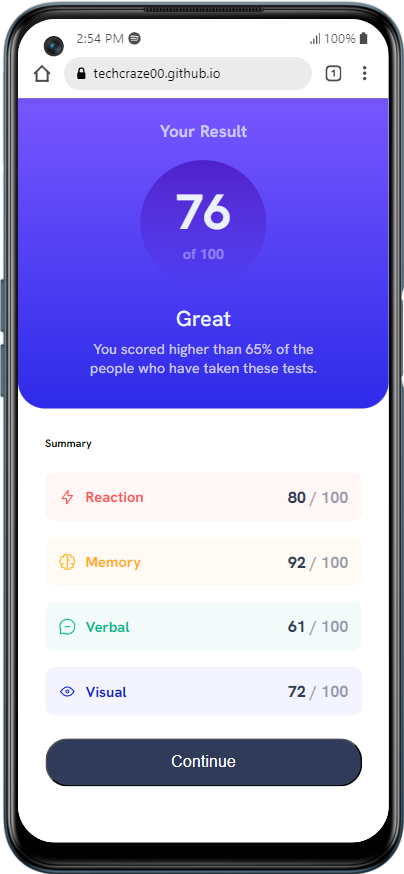 2:54 PM 100%
techcraze00.github.io 1
Your Result
76
of 100
Great
You scored higher than 65% of the
people who have taken these tests.
Summary
Reaction 80 / 100
Memory 92 / 100
Verbal 61 / 100
Visual 72 / 100
Continue